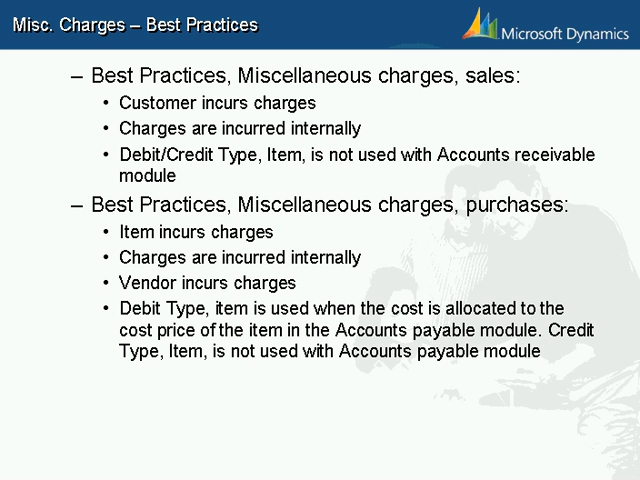 Misc. Charges – Best Practices
Microsoft Dynamics
– Best Practices, Miscellaneous charges, sales:
• Customer incurs charges
• Charges are incurred internally
• Debit/Credit Type, Item, is not used with Accounts receivable
module
– Best Practices, Miscellaneous charges, purchases:
• Item incurs charges
• Charges are incurred internally
• Vendor incurs charges
• Debit Type, item is used when the cost is allocated to the
cost price of the item in the Accounts payable module. Credit
Type, Item, is not used with Accounts payable module